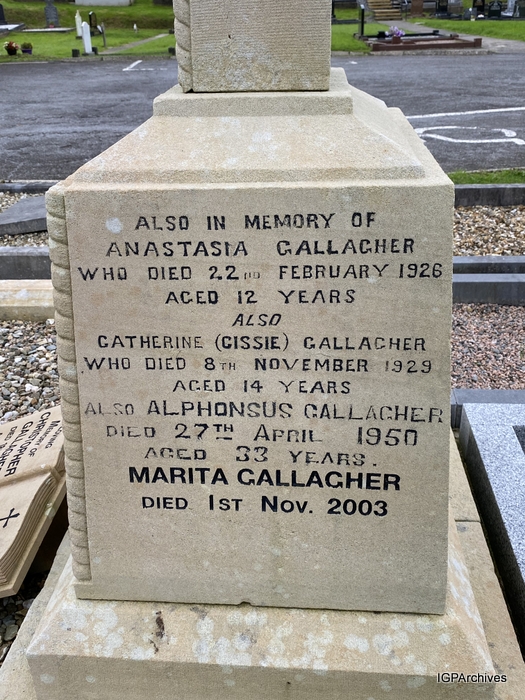 ALSO IN MEMORY OF
ANASTASIA GALLAGHER
WHO DIED 22ND FEBRUARY 1926
AGED 12 YEARS
ALSO
CATHERINE (CISSIE) GALLAGHER
WHO DIED 8TH NOVEMBER 1929
AGED 14 YEARS
ALSO ALPHONSUS GALLAGHER
DIED 27TH APRIL 1950
AGED 33 YEARS.
MARITA GALLAGHER
DIED 1ST NOV. 2003
GALLAGHER
IGPArchives